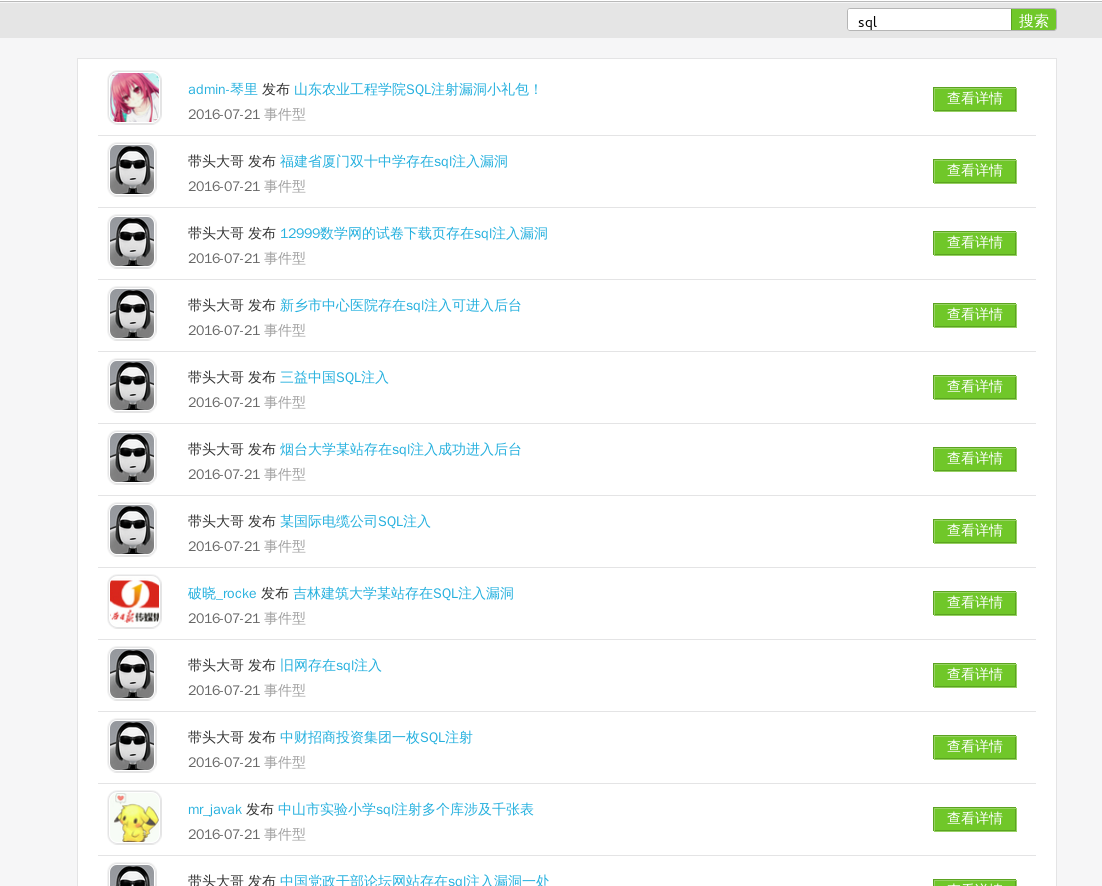 sql 搜索
admin-琴里 发布 山东农业工程学院SQL注射漏洞小礼包！
2016-07-21 事件型
查看详情
带头大哥 发布 福建省厦门双十中学存在sql注入漏洞
2016-07-21 事件型
查看详情
带头大哥 发布 12999数学网的试卷下载页存在sql注入漏洞
2016-07-21 事件型
查看详情
带头大哥 发布 新乡市中心医院存在sql注入可进入后台
2016-07-21 事件型
查看详情
带头大哥 发布 三益中国SQL注入
2016-07-21 事件型
查看详情
带头大哥 发布 烟台大学某站存在sql注入成功进入后台
2016-07-21 事件型
查看详情
带头大哥 发布 某国际电缆公司SQL注入
2016-07-21 事件型
查看详情
破晓_rocke 发布 吉林建筑大学某站存在SQL注入漏洞
2016-07-21 事件型
查看详情
带头大哥 发布 旧网存在sql注入
2016-07-21 事件型
查看详情
带头大哥 发布 中财招商投资集团一枚SQL注射
2016-07-21 事件型
查看详情
mr_javak 发布 中山市实验小学sql注射多个库涉及千张表
2016-07-21 事件型
查看详情
带头大哥 发布 中国党政干部论坛网站存在sql注入漏洞一处